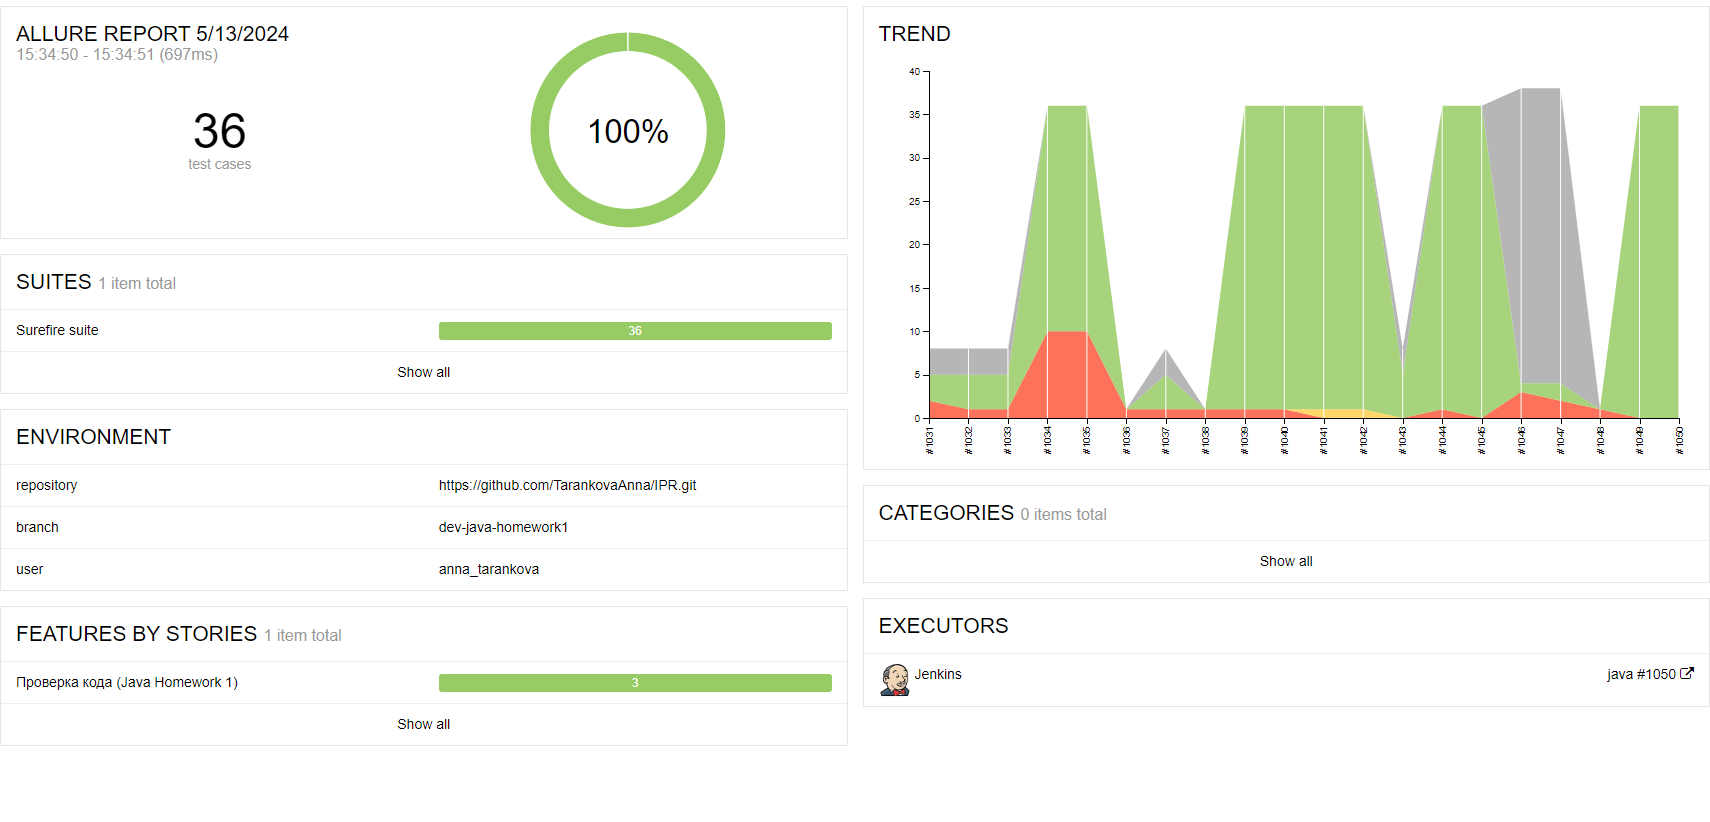 ALLURE REPORT 5/13/2024
15:34:50 - 15:34:51 (697ms)
36
test cases
100%
SUITES 1 item total
Surefire suite 36
Show all
ENVIRONMENT
repository https://github.com/TarankovaAnna/IPR.git
branch dev-java-homework1
user anna_tarankova
FEATURES BY STORIES 1 item total
Проверка кода (Java Homework 1) 3
Show all
TREND
40
35
30
25
20
15
10
5
0
#1031 #1032 #1033 #1034 #1035 #1036 #1037 #1038 #1039 #1040 #1041 #1042 #1043 #1044 #1045 #1046 #1047 #1048 #1049 #1050
CATEGORIES 0 items total
Show all
EXECUTORS
Jenkins java #1050